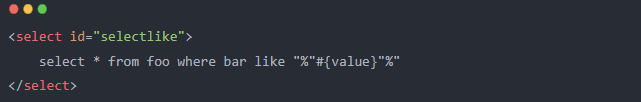 <select id="selectlike">
select * from foo where bar like "%"#{value}"%"
</select>